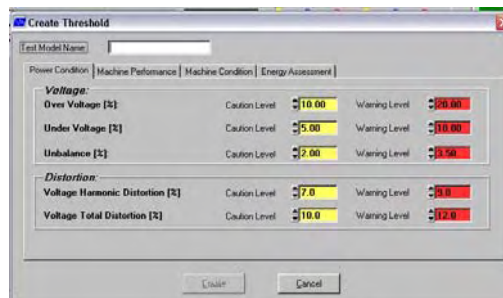 Create Threshold
Test Model Name
Power Condition Machine Performance Machine Condition Energy Assessment
Voltage:
Over Voltage [%]: Caution Level 10.00 Warning Level 20.00
Under Voltage [%] Caution Level 5.00 Warning Level 10.00
Unbalance [%]: Caution Level 2.00 Warning Level 3.50
Distortion:
Voltage Harmonic Distortion [%] Caution Level 7.0 Warning Level 9.0
Voltage Total Distortion [%] Caution Level 10.0 Warning Level 12.0
Create Cancel